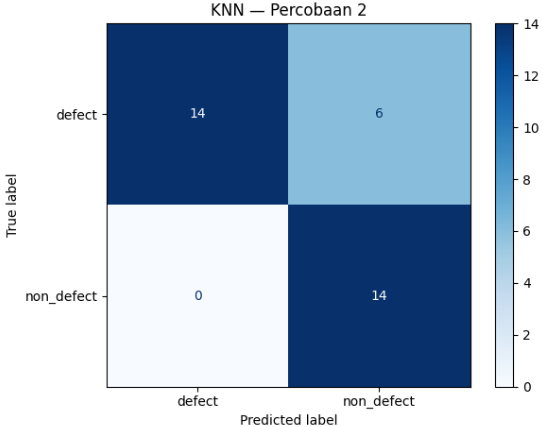 KNN — Percobaan 2
True label
defect
14
6
non_defect
0
14
defect
non_defect
Predicted label
14
12
10
8
6
4
2
0